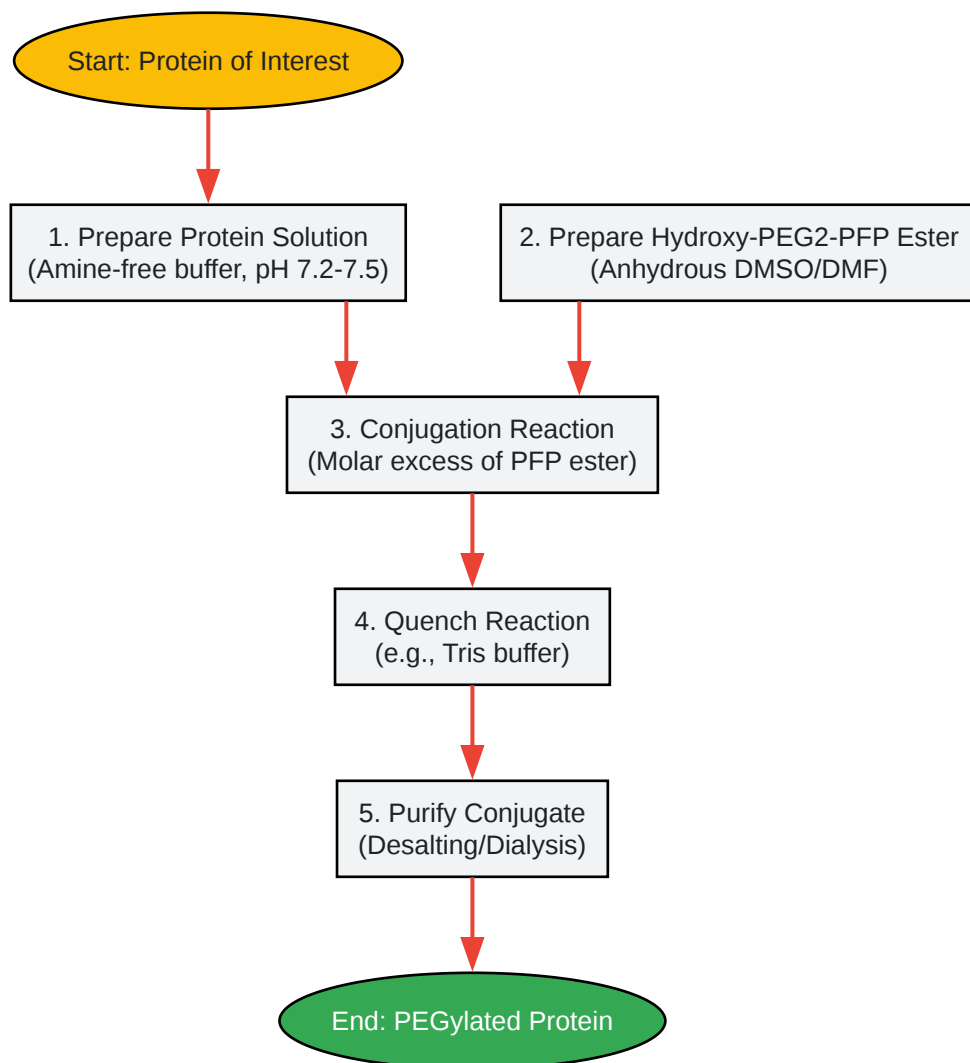 Start: Protein of Interest
1. Prepare Protein Solution
(Amine-free buffer, pH 7.2-7.5)
2. Prepare Hydroxy-PEG2-PFP Ester
(Anhydrous DMSO/DMF)
3. Conjugation Reaction
(Molar excess of PFP ester)
4. Quench Reaction
(e.g., Tris buffer)
5. Purify Conjugate
(Desalting/Dialysis)
End: PEGylated Protein